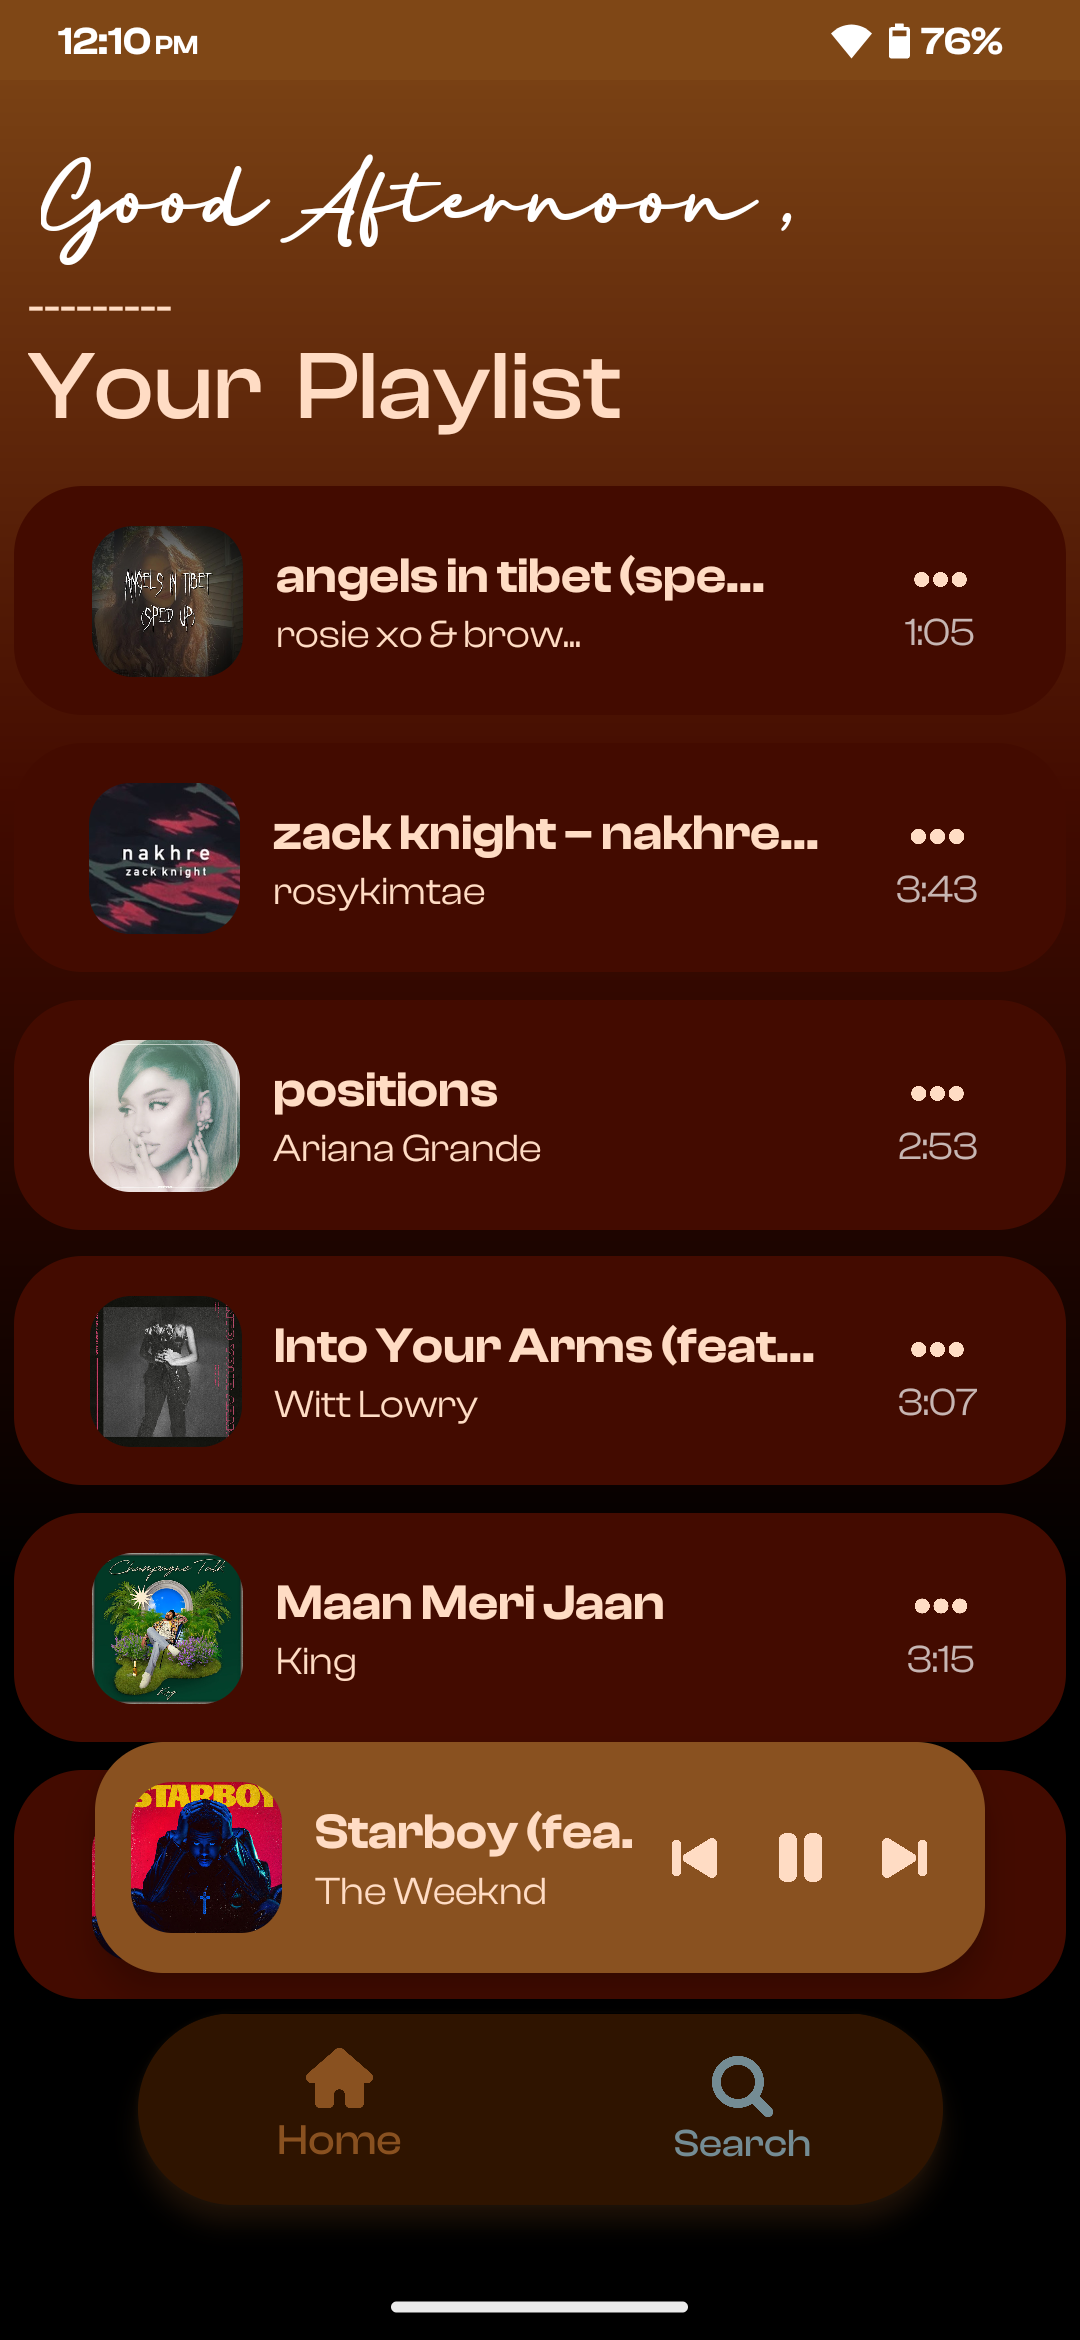 12:10 PM
76%
Good Afternoon ,
---------
Your Playlist
ANGELS IN TIBET
(SPED UP)
angels in tibet (spe...
rosie xo & brow...
1:05
nakhre
zack knight
zack knight – nakhre...
rosykimtae
3:43
positions
Ariana Grande
2:53
Into Your Arms (feat...
Witt Lowry
3:07
Champagne Talk
King
Maan Meri Jaan
King
3:15
STARBOY
Starboy (fea.
The Weeknd
Home
Search